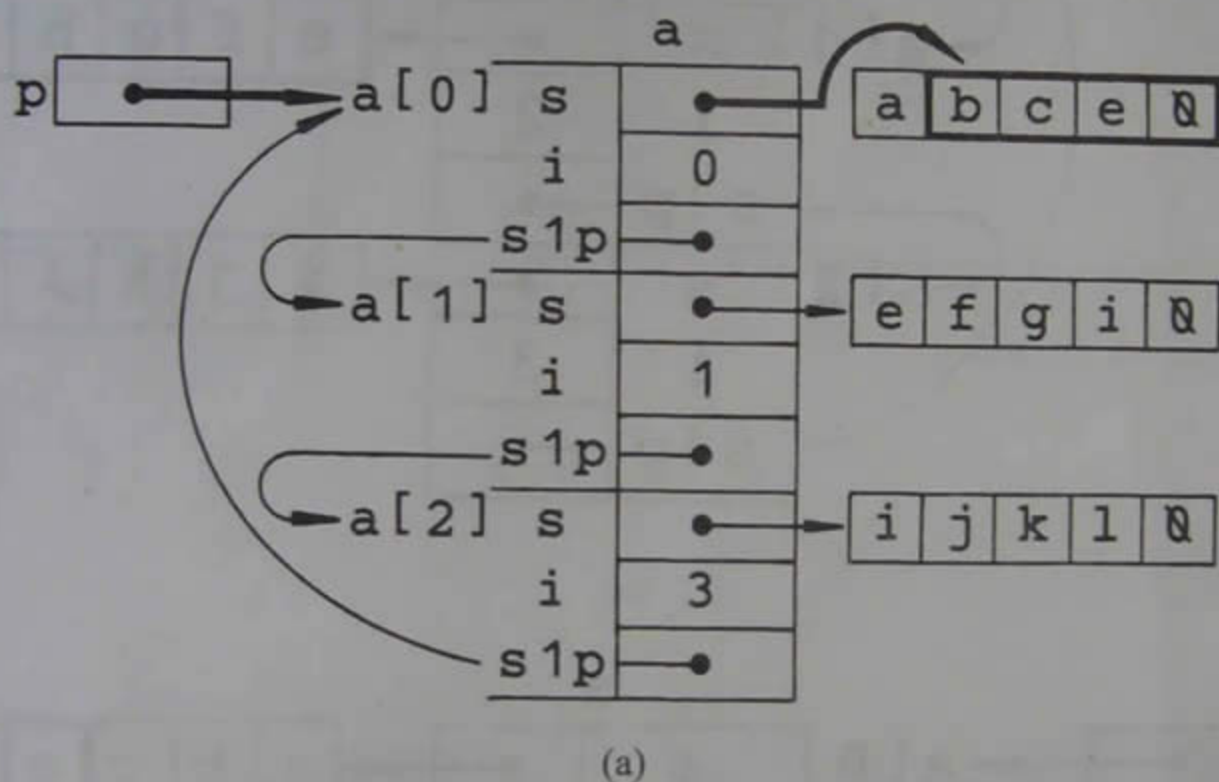 a
p a[0] s a b c e \0
i 0
s1p
a[1] s e f g i \0
i 1
s1p
a[2] s i j k l \0
i 3
s1p
(a)